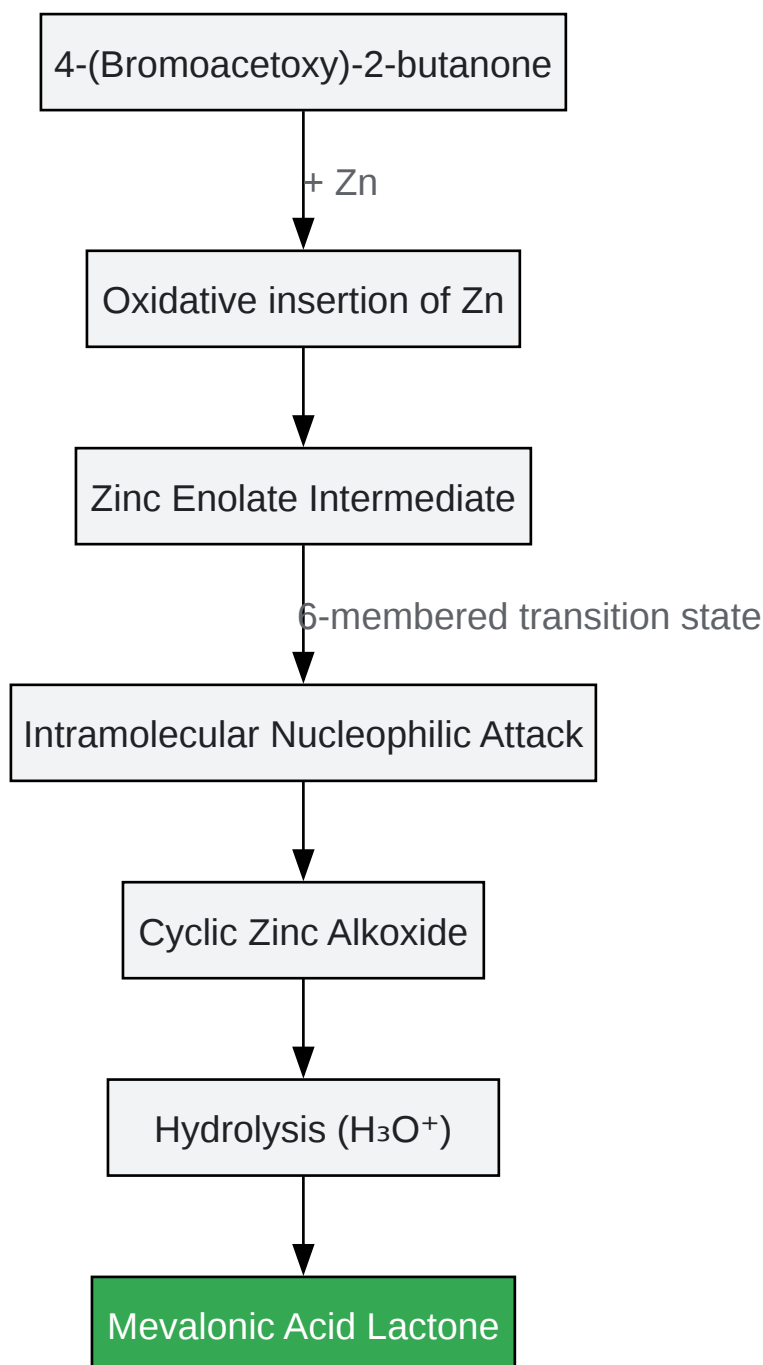 4-(Bromoacetoxy)-2-butanone
+ Zn
Oxidative insertion of Zn
Zinc Enolate Intermediate
6-membered transition state
Intramolecular Nucleophilic Attack
Cyclic Zinc Alkoxide
Hydrolysis (H₃O⁺)
Mevalonic Acid Lactone